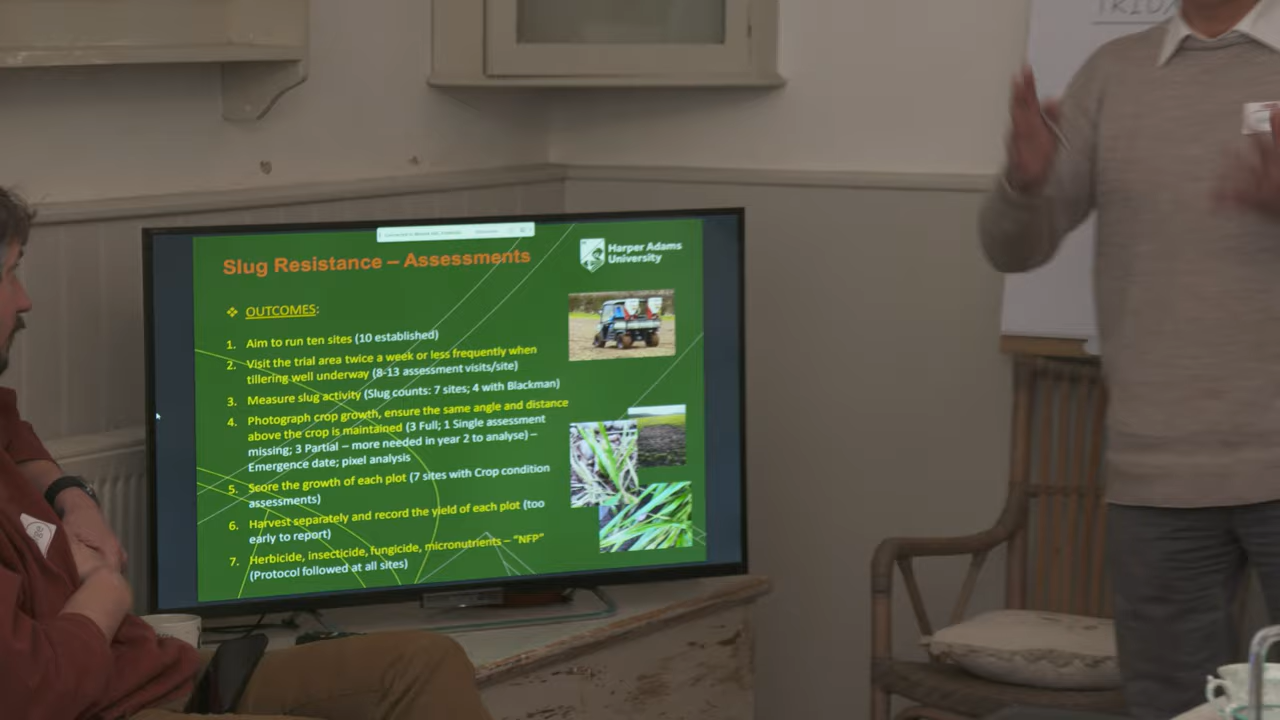 TRIDA
Slug Resistance – Assessments
Harper Adams
University
❖ OUTCOMES:
1. Aim to run ten sites (10 established)
2. Visit the trial area twice a week or less frequently when
tillering well underway (8-13 assessment visits/site)
3. Measure slug activity (Slug counts: 7 sites; 4 with Blackman)
4. Photograph crop growth, ensure the same angle and distance
above the crop is maintained (3 Full; 1 Single assessment
missing; 3 Partial – more needed in year 2 to analyse) –
Emergence date; pixel analysis
5. Score the growth of each plot (7 sites with Crop condition
assessments)
6. Harvest separately and record the yield of each plot (too
early to report)
7. Herbicide, insecticide, fungicide, micronutrients – “NFP”
(Protocol followed at all sites)